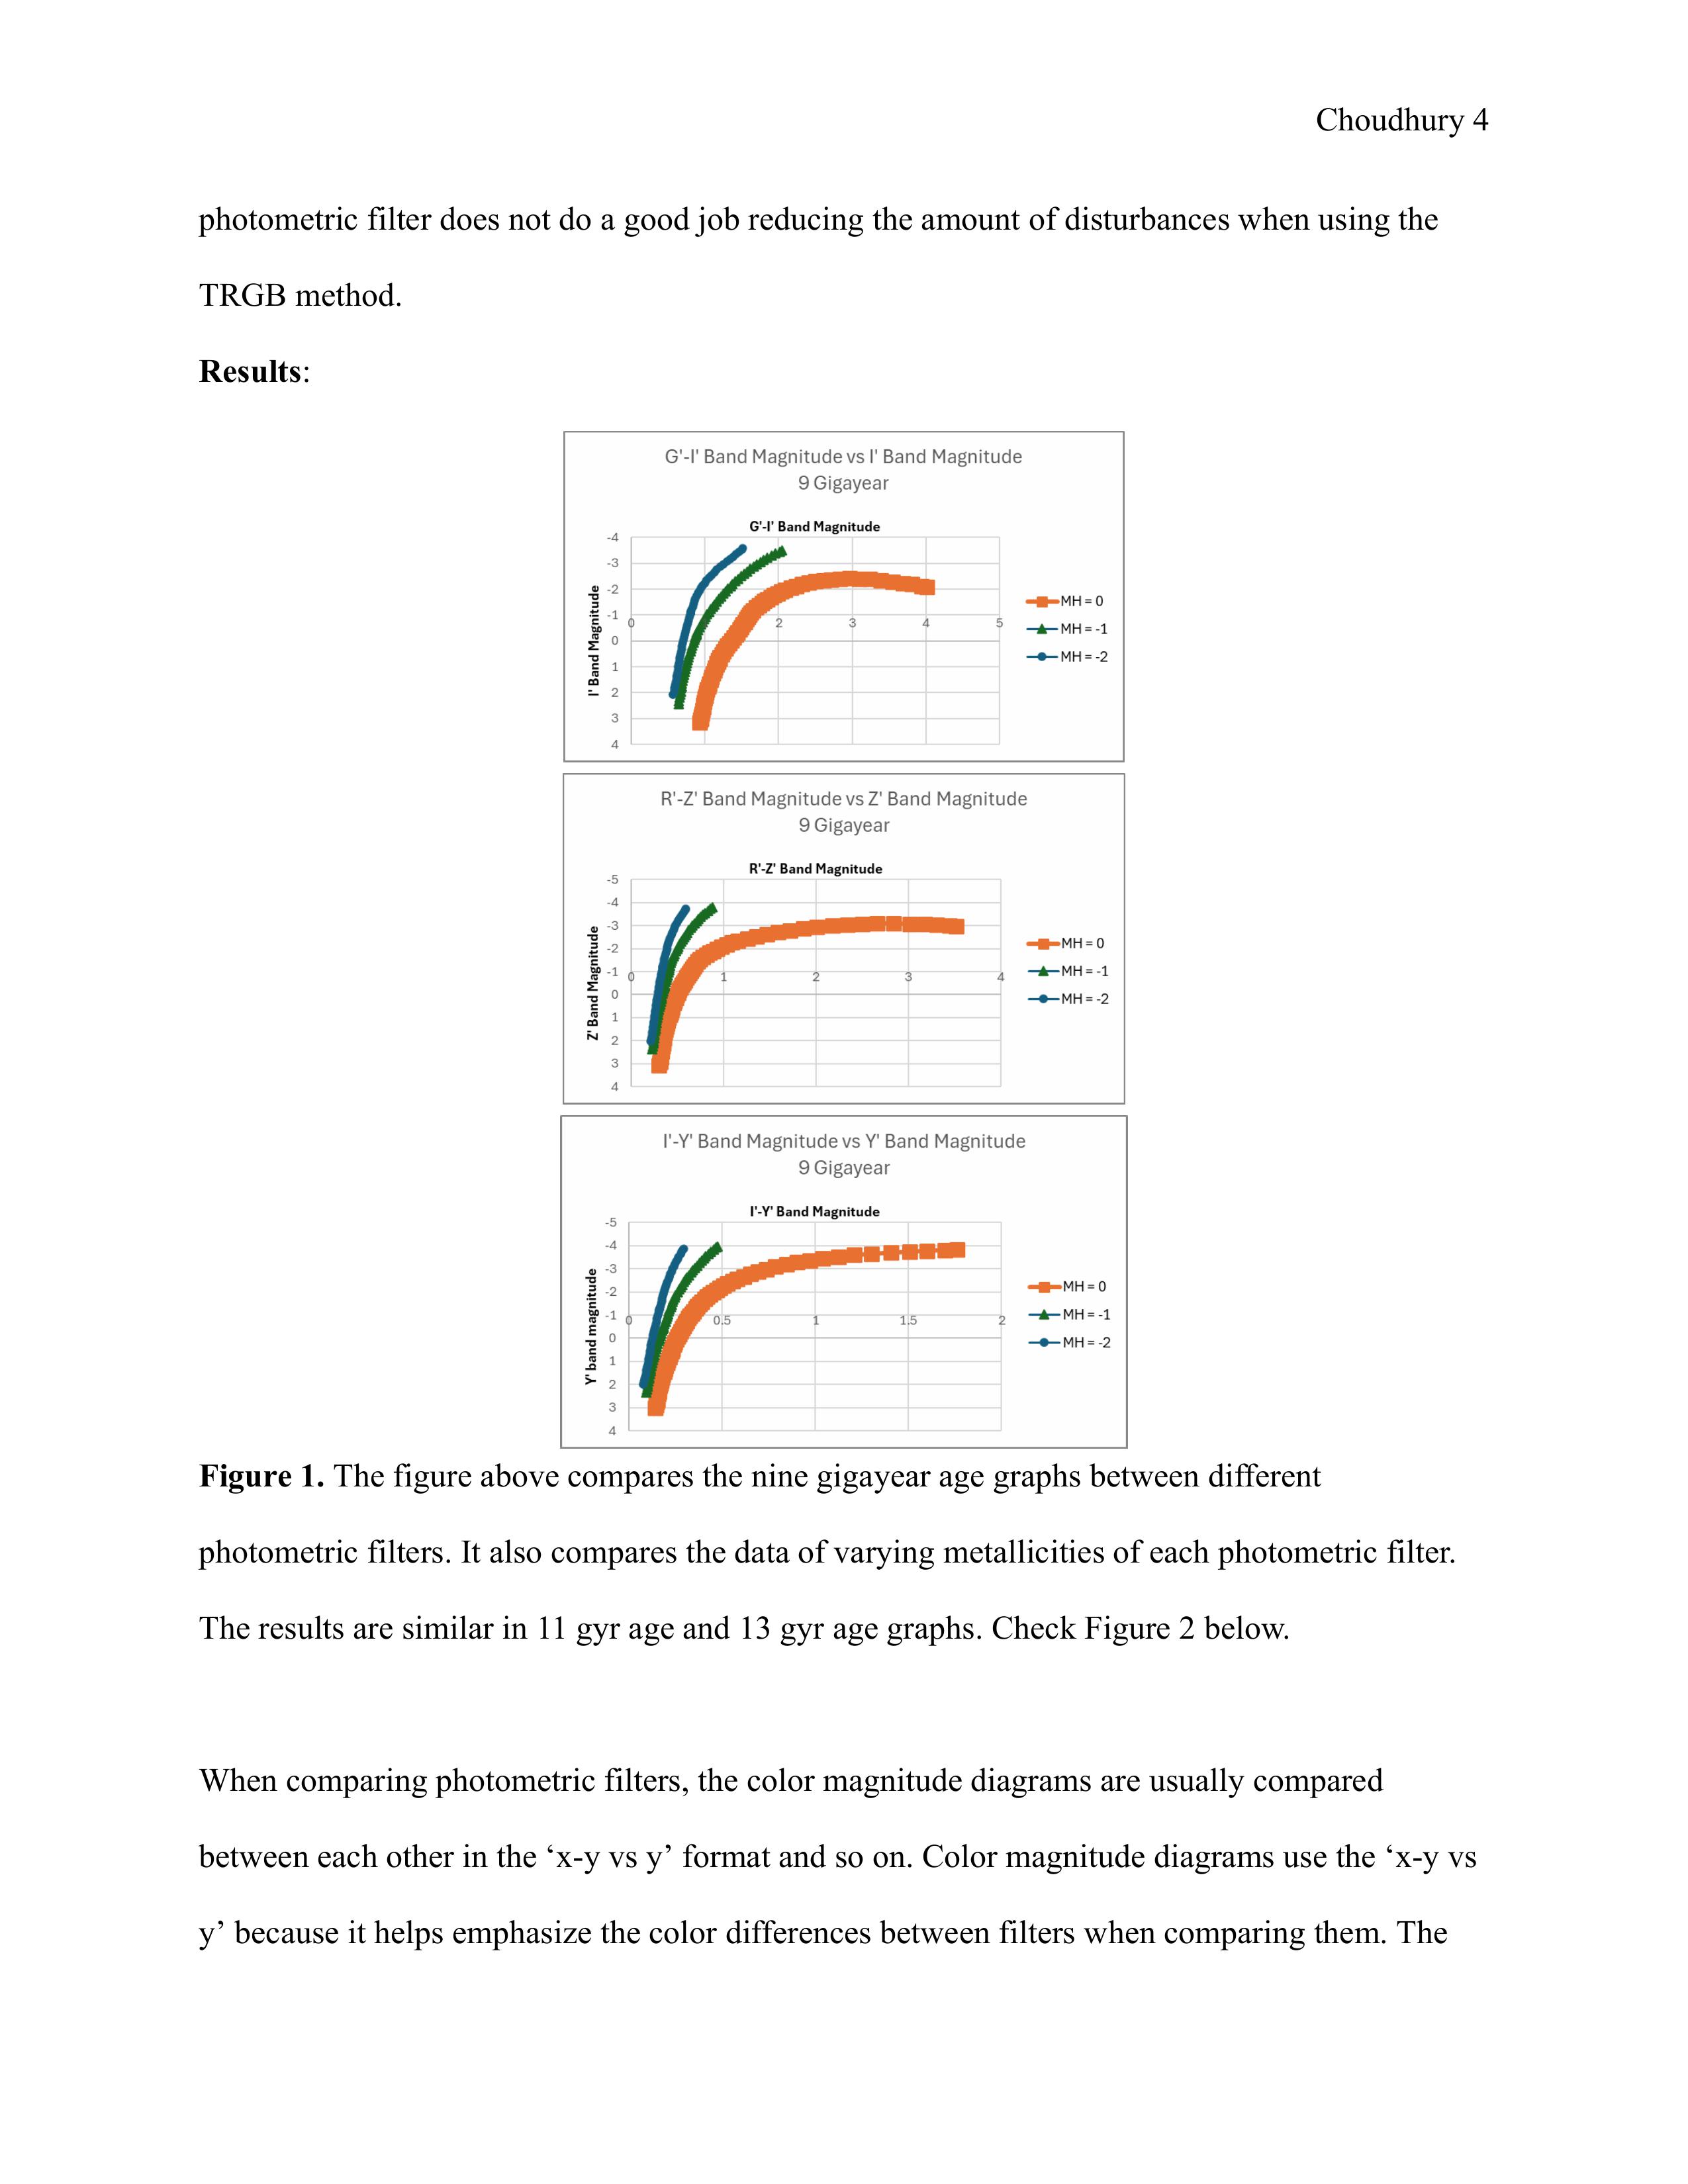 Choudhury 4
photometric filter does not do a good job reducing the amount of disturbances when using the
TRGB method.
Results:
G'-I' Band Magnitude vs I' Band Magnitude
9 Gigayear
G'-I' Band Magnitude
I' Band Magnitude
-4
-3
-2
-1
0
1
2
3
4
0
2
3
4
5
MH = 0
MH = -1
MH = -2
R'-Z' Band Magnitude vs Z' Band Magnitude
9 Gigayear
R'-Z' Band Magnitude
Z' Band Magnitude
-5
-4
-3
-2
-1
0
1
2
3
4
0
1
2
3
4
MH = 0
MH = -1
MH = -2
I'-Y' Band Magnitude vs Y' Band Magnitude
9 Gigayear
I'-Y' Band Magnitude
Y' band magnitude
-5
-4
-3
-2
-1
0
1
2
3
4
0
0.5
1
1.5
2
MH = 0
MH = -1
MH = -2
Figure 1. The figure above compares the nine gigayear age graphs between different
photometric filters. It also compares the data of varying metallicities of each photometric filter.
The results are similar in 11 gyr age and 13 gyr age graphs. Check Figure 2 below.
When comparing photometric filters, the color magnitude diagrams are usually compared
between each other in the ‘x-y vs y’ format and so on. Color magnitude diagrams use the ‘x-y vs
y’ because it helps emphasize the color differences between filters when comparing them. The